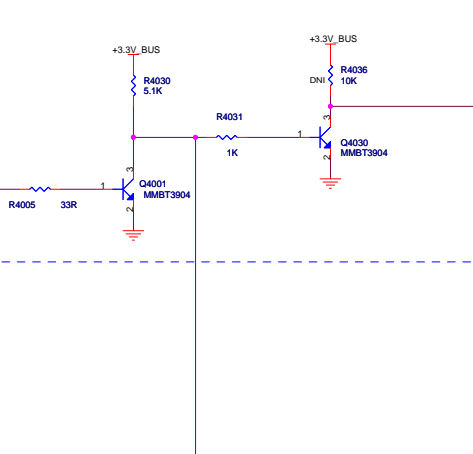 +3.3V_BUS
+3.3V_BUS
R4030
5.1K
DNI
R4036
10K
R4031
1K
1
3
2
Q4030
MMBT3904
3
1
2
Q4001
MMBT3904
R4005
33R